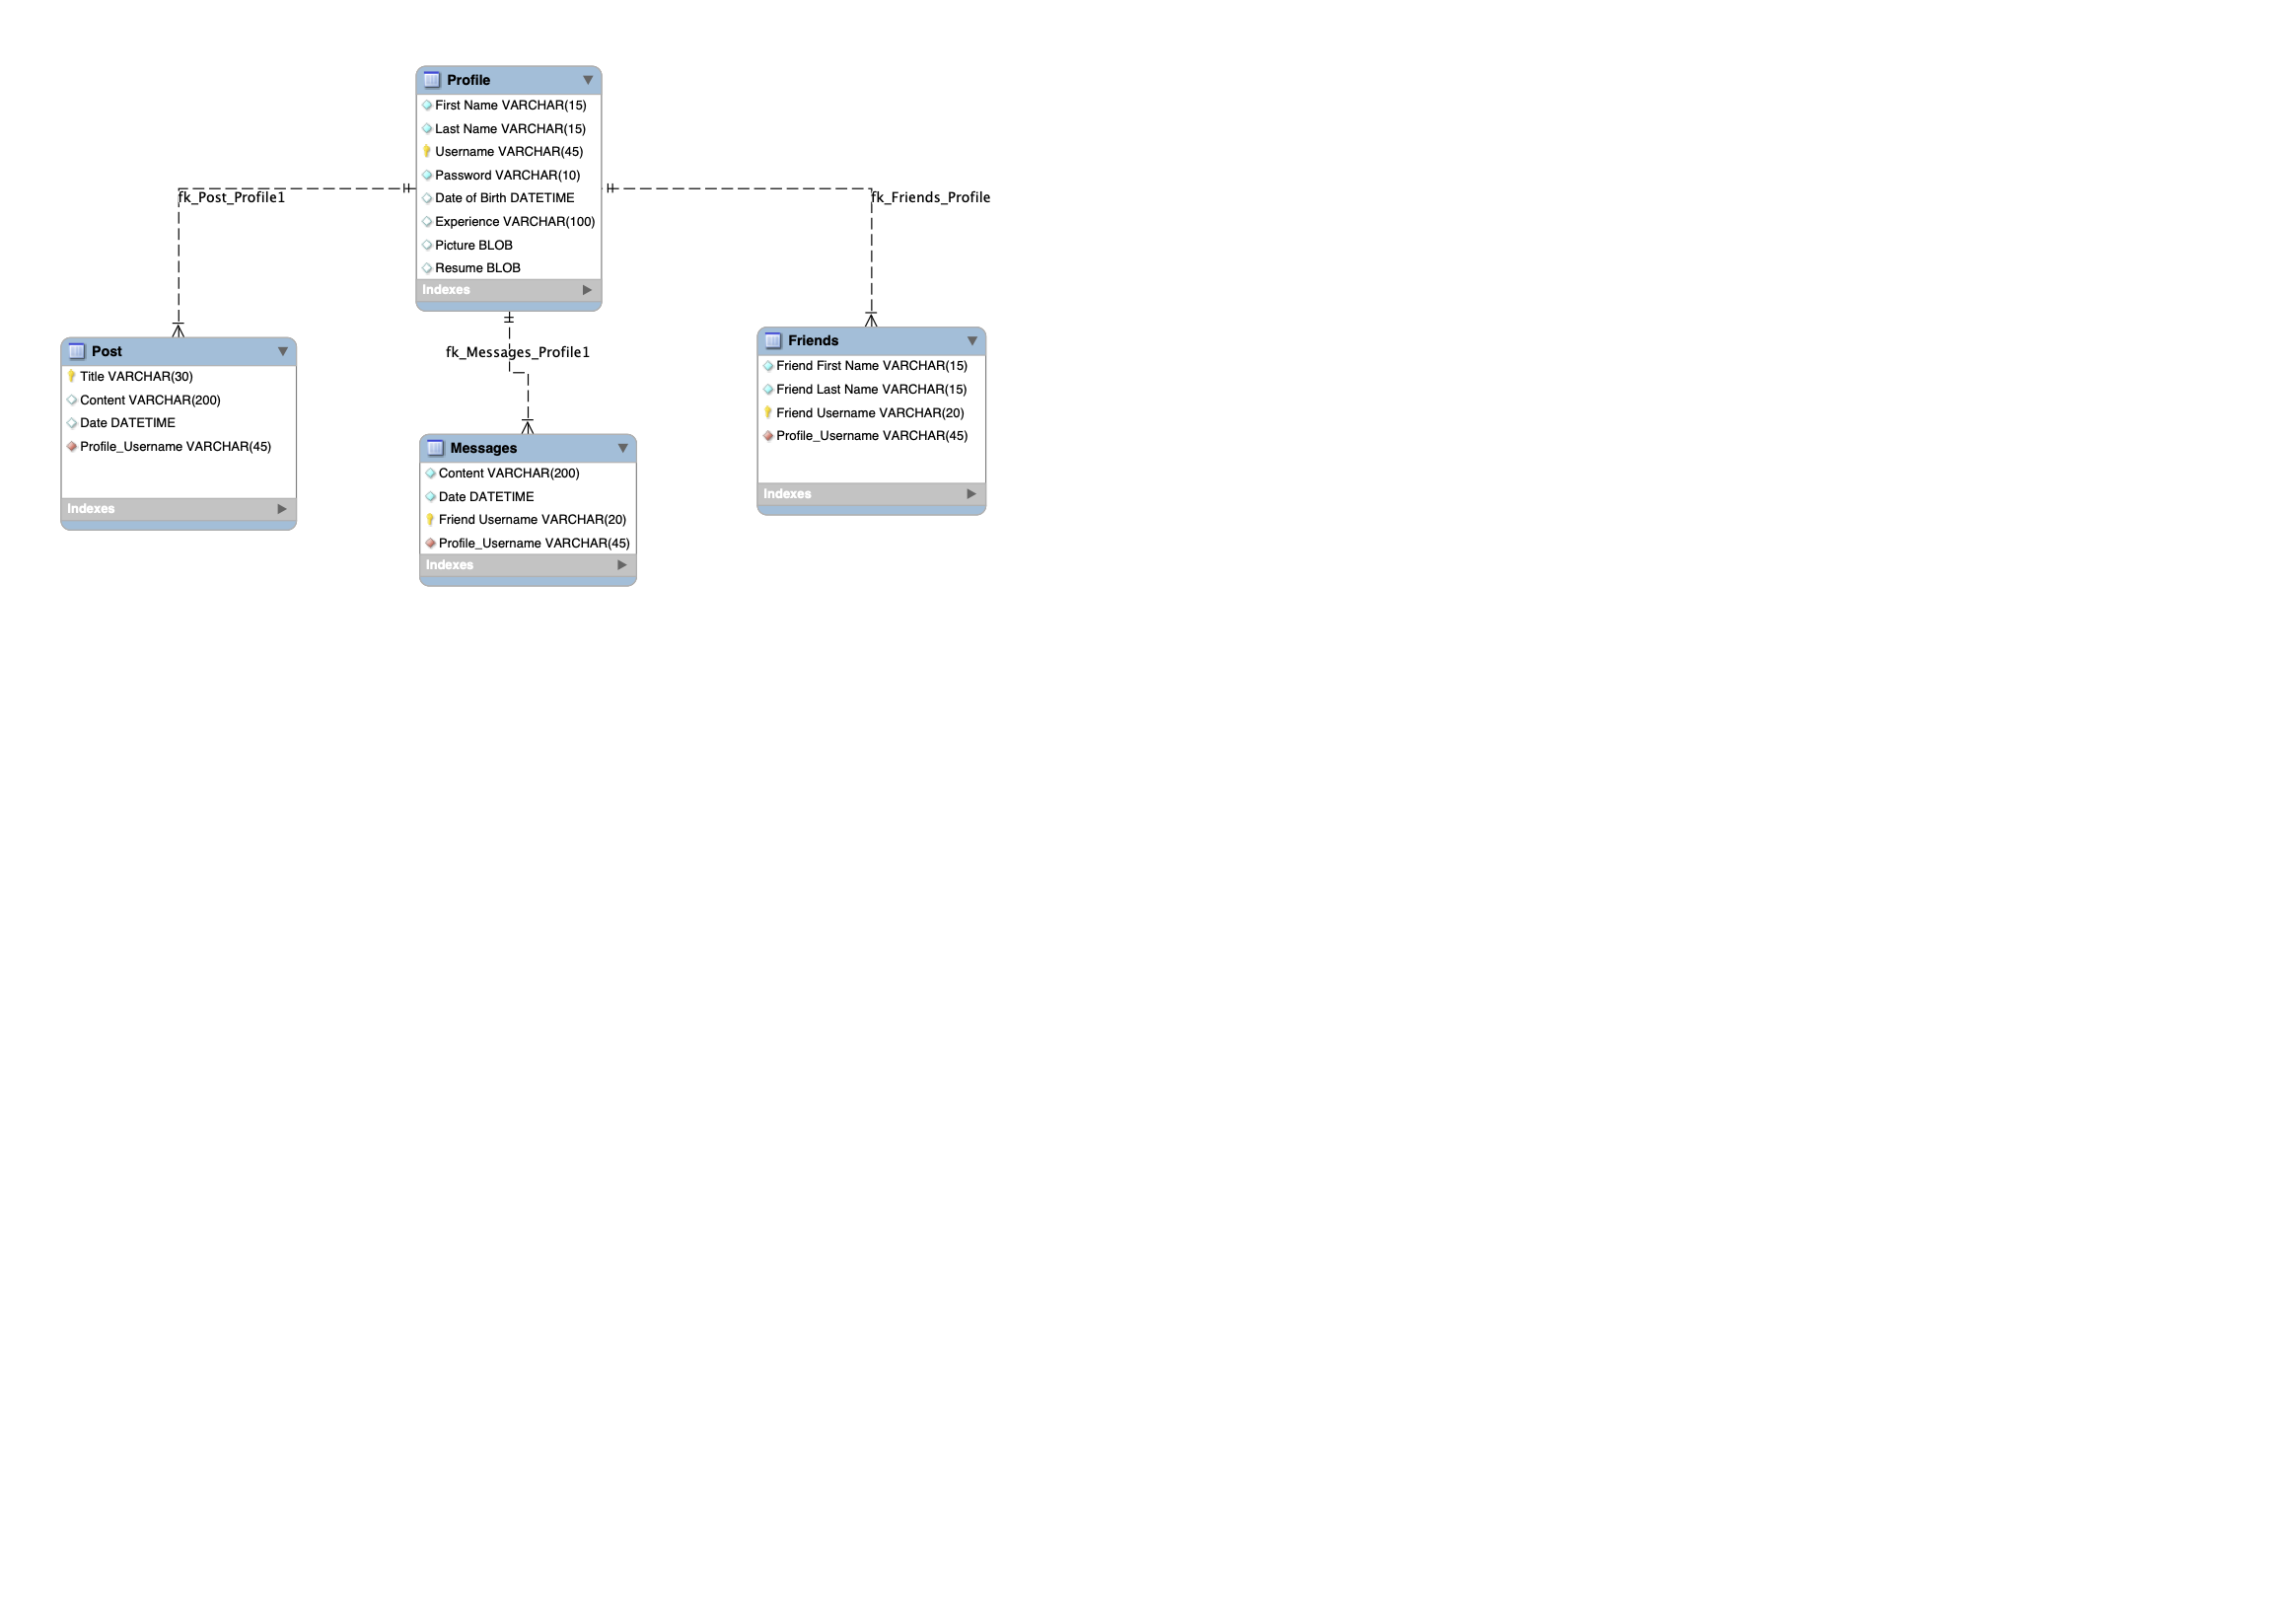 Profile
First Name VARCHAR(15)
Last Name VARCHAR(15)
Username VARCHAR(45)
Password VARCHAR(10)
Date of Birth DATETIME
Experience VARCHAR(100)
Picture BLOB
Resume BLOB
Indexes
fk_Post_Profile1
fk_Friends_Profile
fk_Messages_Profile1
Post
Title VARCHAR(30)
Content VARCHAR(200)
Date DATETIME
Profile_Username VARCHAR(45)
Indexes
Messages
Content VARCHAR(200)
Date DATETIME
Friend Username VARCHAR(20)
Profile_Username VARCHAR(45)
Indexes
Friends
Friend First Name VARCHAR(15)
Friend Last Name VARCHAR(15)
Friend Username VARCHAR(20)
Profile_Username VARCHAR(45)
Indexes